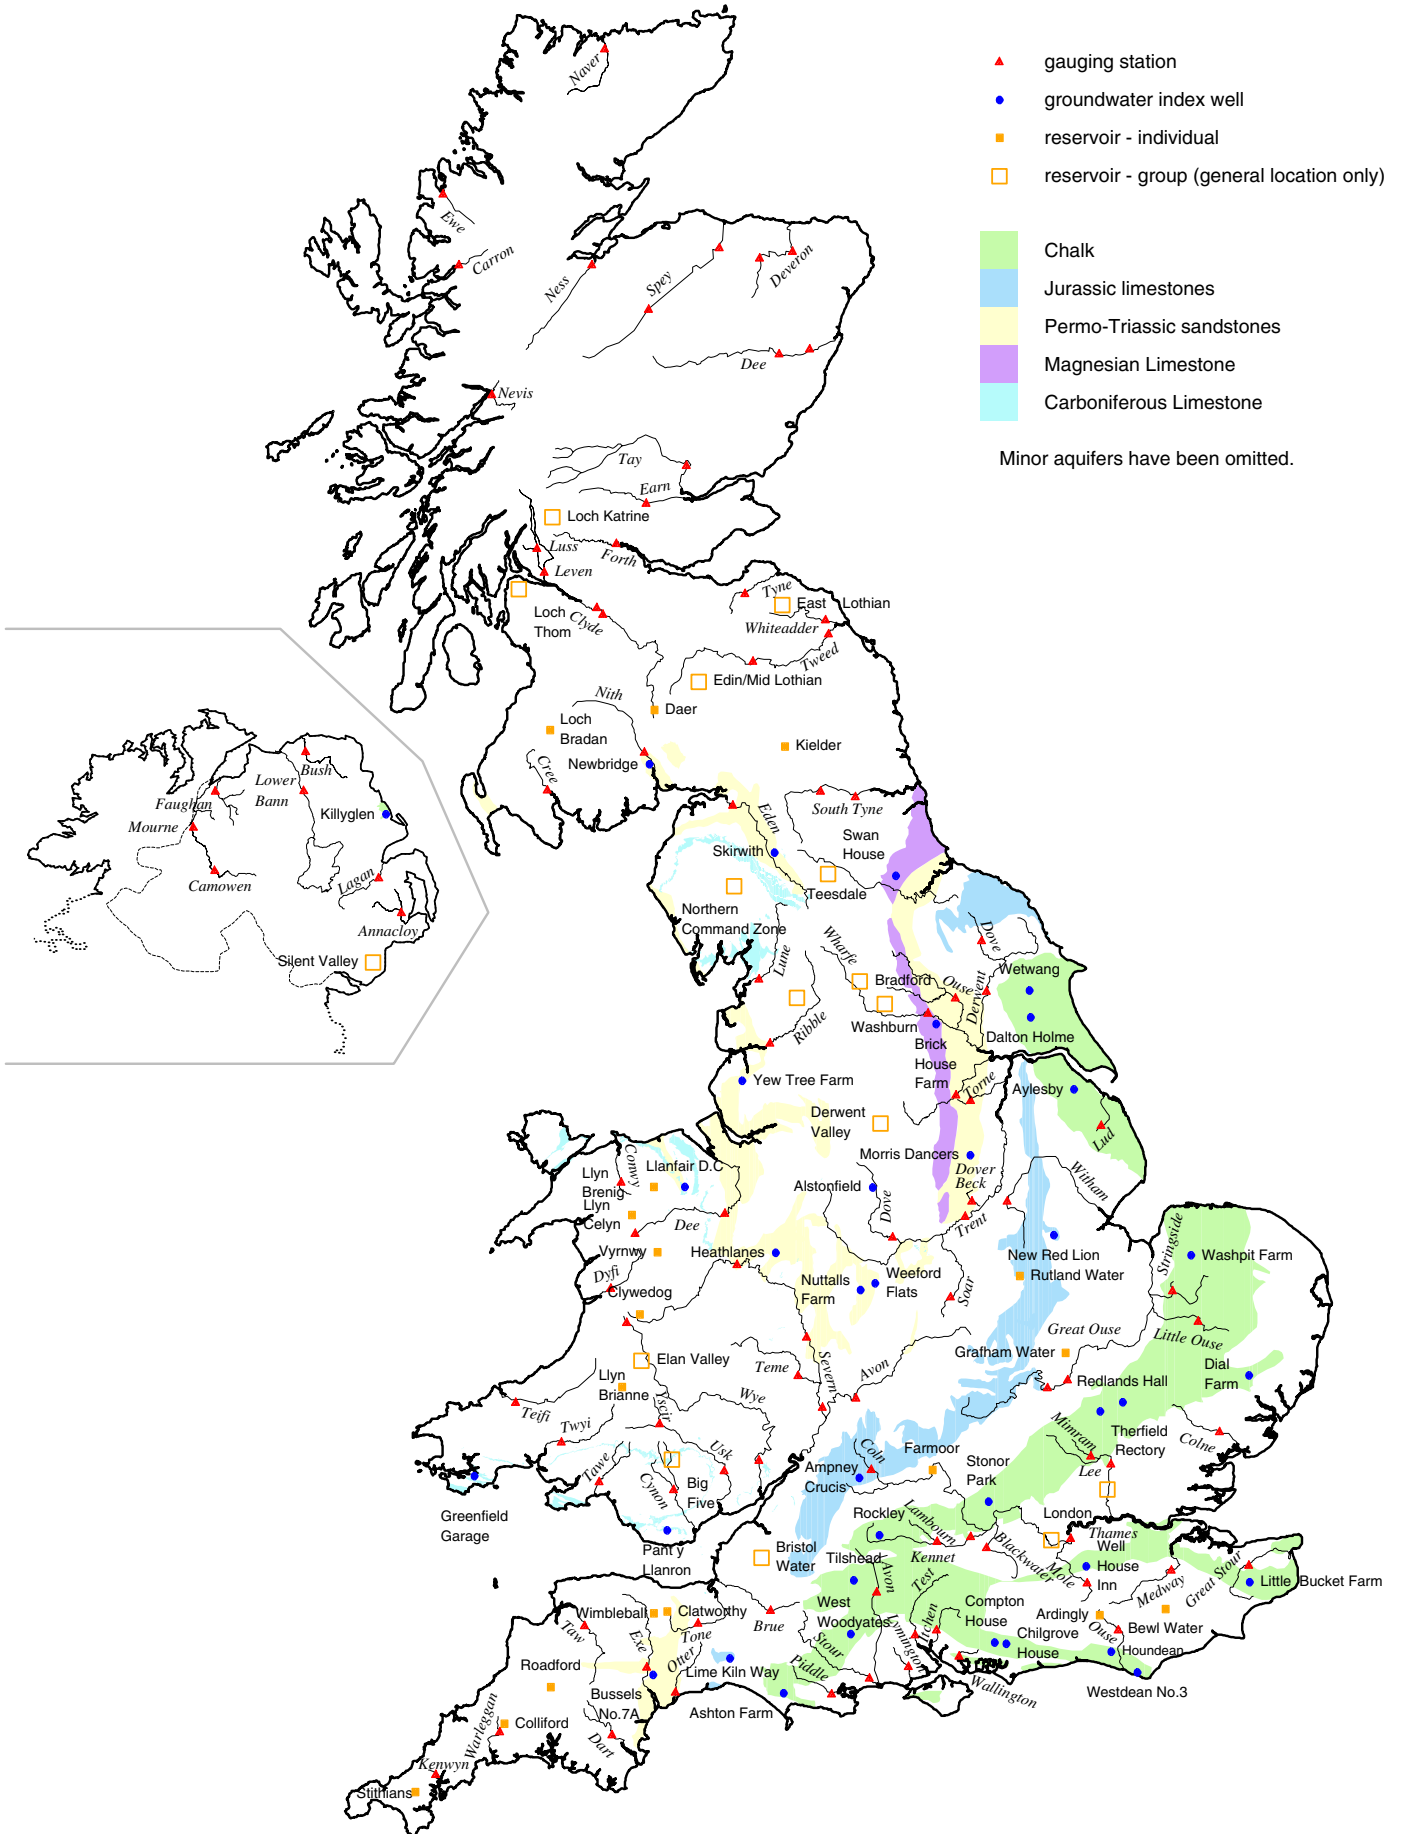 gauging station
groundwater index well
reservoir - individual
reservoir - group (general location only)
Chalk
Jurassic limestones
Permo-Triassic sandstones
Magnesian Limestone
Carboniferous Limestone
Minor aquifers have been omitted.
Naver
Ewe
Carron
Ness
Spey
Deveron
Dee
Nevis
Tay
Earn
Loch Katrine
Luss
Forth
Leven
Tyne
East Lothian
Loch
Thom
Clyde
Whiteadder
Tweed
Edin/Mid Lothian
Nith
Daer
Loch
Bradan
Kielder
Newbridge
Cree
Bush
Lower
Bann
Faughan
Killyglen
Mourne
Camowen
Lagan
Annacloy
Silent Valley
Eden
South Tyne
Swan
House
Skirwith
Teesdale
Northern
Command Zone
Lune
Wharfe
Dove
Wetwang
Bradford
Ouse
Derwent
Washburn
Ribble
Brick
House
Farm
Dalton Holme
Yew Tree Farm
Torne
Aylesby
Derwent
Valley
Lud
Morris Dancers
Dover
Beck
Witham
Conwy
Llanfair D.C
Llyn
Brenig
Llyn
Celyn
Alstonfield
Dove
Dee
Trent
Stringside
Vyrnwy
Heathlanes
New Red Lion
Washpit Farm
Dyfi
Nuttalls
Farm
Weeford
Flats
Soar
Rutland Water
Clywedog
Great Ouse
Little Ouse
Elan Valley
Teme
Severn
Avon
Grafham Water
Dial
Farm
Llyn
Brianne
Wye
Redlands Hall
Teifi
Yscir
Twyi
Mimram
Therfield
Rectory
Colne
Usk
Coln
Farmoor
Tawe
Cynon
Ampney
Crucis
Stonor
Park
Lee
Big
Five
Greenfield
Garage
Rockley
Lambourn
London
Pant y
Llanron
Bristol
Water
Tilshead
Kennet
Blackwater
Thames
Well
House
Inn
Mole
Avon
Test
Medway
Great Stour
Little Bucket Farm
Wimbleball
Clatworthy
West
Woodyates
Compton
House
Ardingly
Taw
Exe
Tone
Brue
Itchen
Chilgrove
House
Ouse
Bewl Water
Stour
Lymington
Houndean
Roadford
Otter
Lime Kiln Way
Piddle
Wallington
Westdean No.3
Bussels
No.7A
Ashton Farm
Warleggan
Colliford
Dart
Kenwyn
Stithians